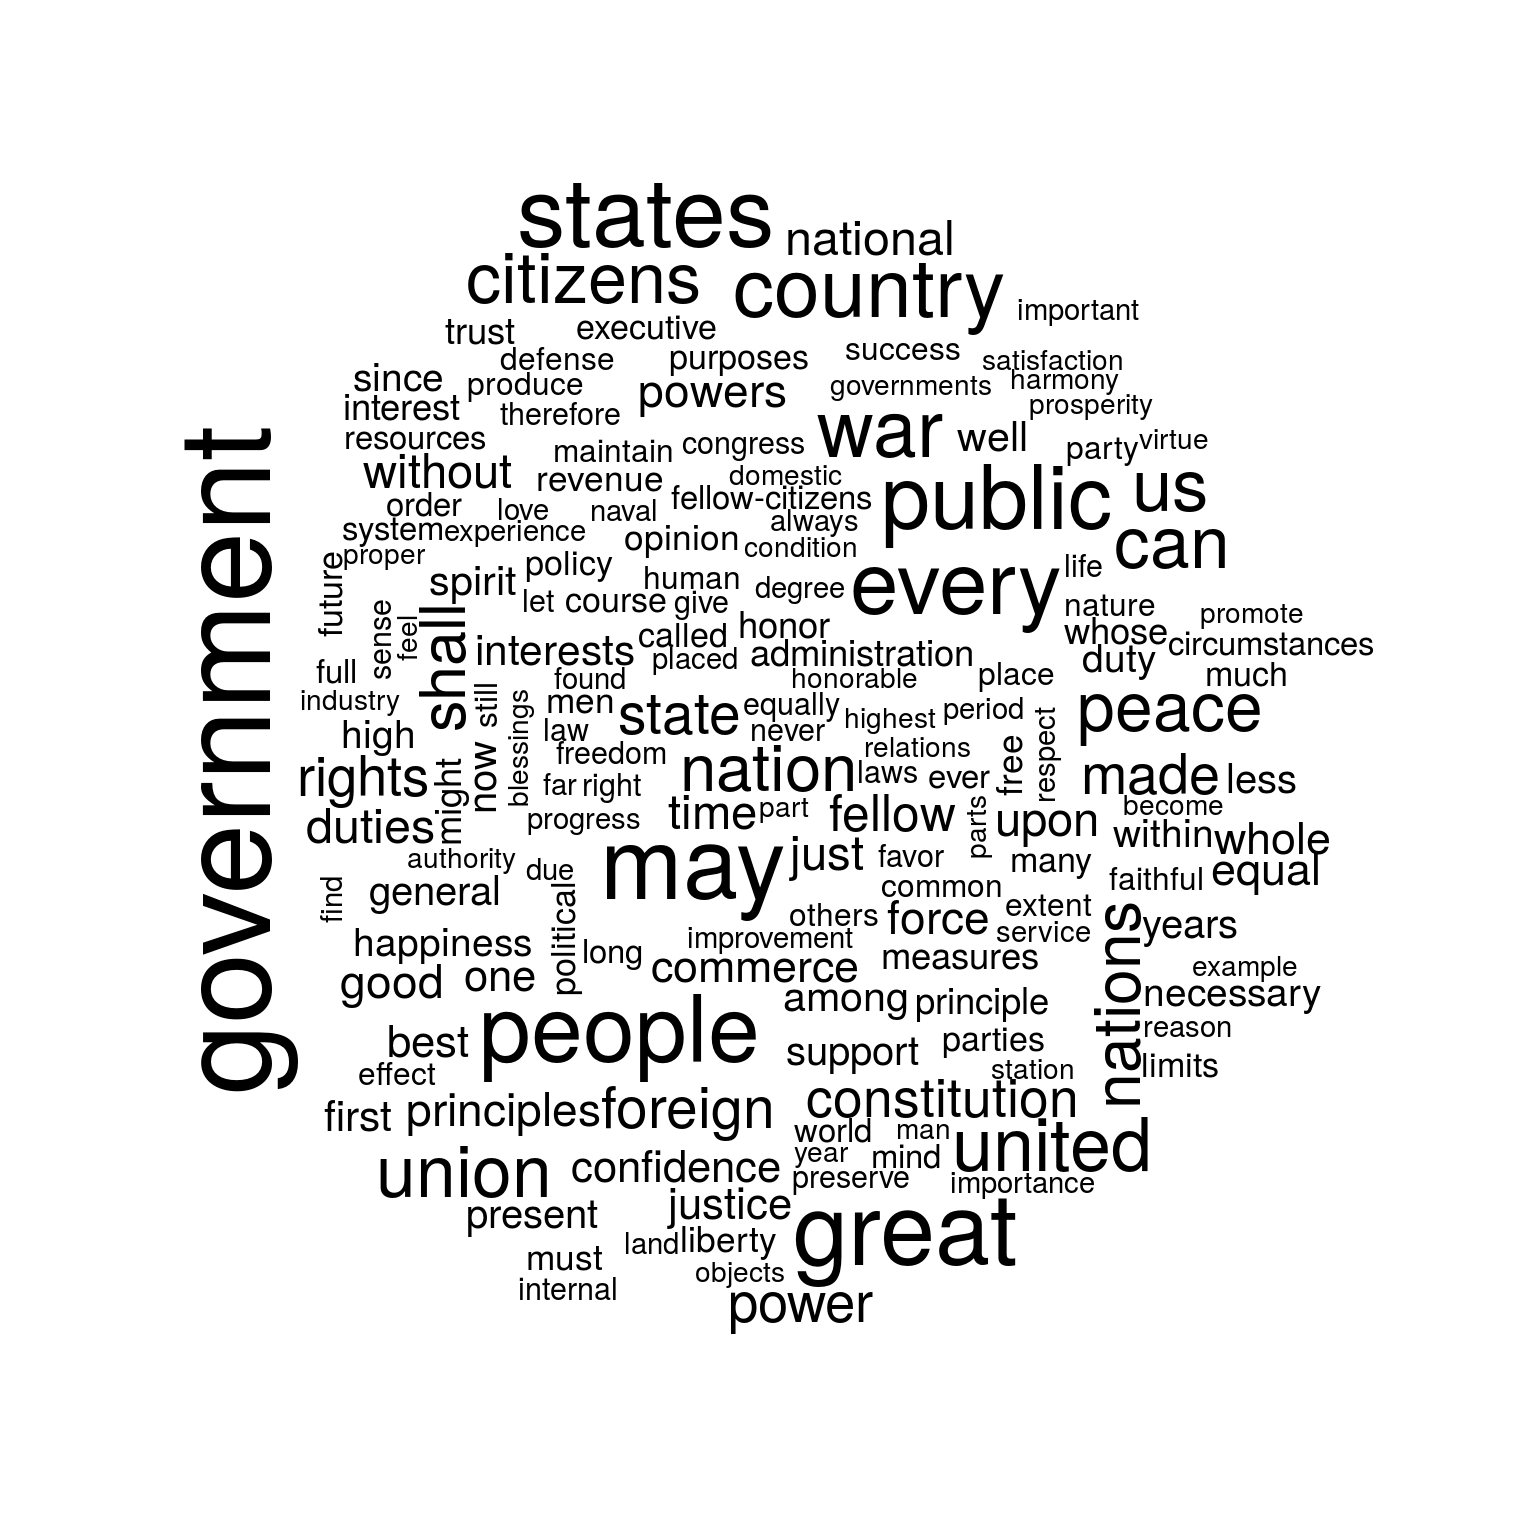 states
national
citizens
country
important
trust
executive
defense
purposes
success
satisfaction
since
produce
powers
governments
harmony
interest
therefore
war
prosperity
resources
maintain
congress
well
party
virtue
without
revenue
domestic
public
us
order
love
naval
fellow-citizens
always
can
system
experience
opinion
condition
proper
policy
every
life
future
spirit
human
degree
let
course
give
nature
promote
sense
feel
shall
interests
called
honor
whose
circumstances
placed
administration
duty
government
full
found
honorable
place
much
industry
still
blessings
men
state
equally
highest
period
peace
high
law
never
relations
respect
freedom
free
rights
might
now
far
right
nation
laws
ever
made
less
duties
progress
time
part
fellow
parts
upon
become
within
whole
authority
due
may
just
favor
many
faithful
equal
find
general
political
common
others
force
extent
service
nations
years
happiness
long
improvement
measures
good
one
commerce
example
among
principle
necessary
best
people
support
parties
reason
effect
station
limits
first
principles
foreign
constitution
world
man
united
union
confidence
year
mind
preserve
importance
present
justice
great
must
land
liberty
internal
objects
power